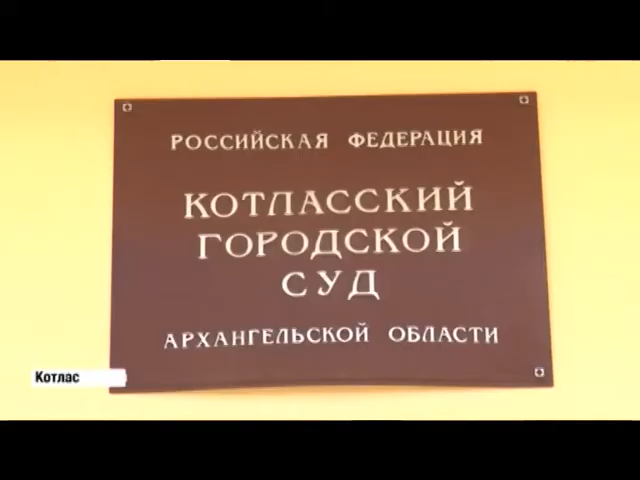 РОССИЙСКАЯ ФЕДЕРАЦИЯ
КОТЛАССКИЙ
ГОРОДСКОЙ
СУД
АРХАНГЕЛЬСКОЙ ОБЛАСТИ
Котлас